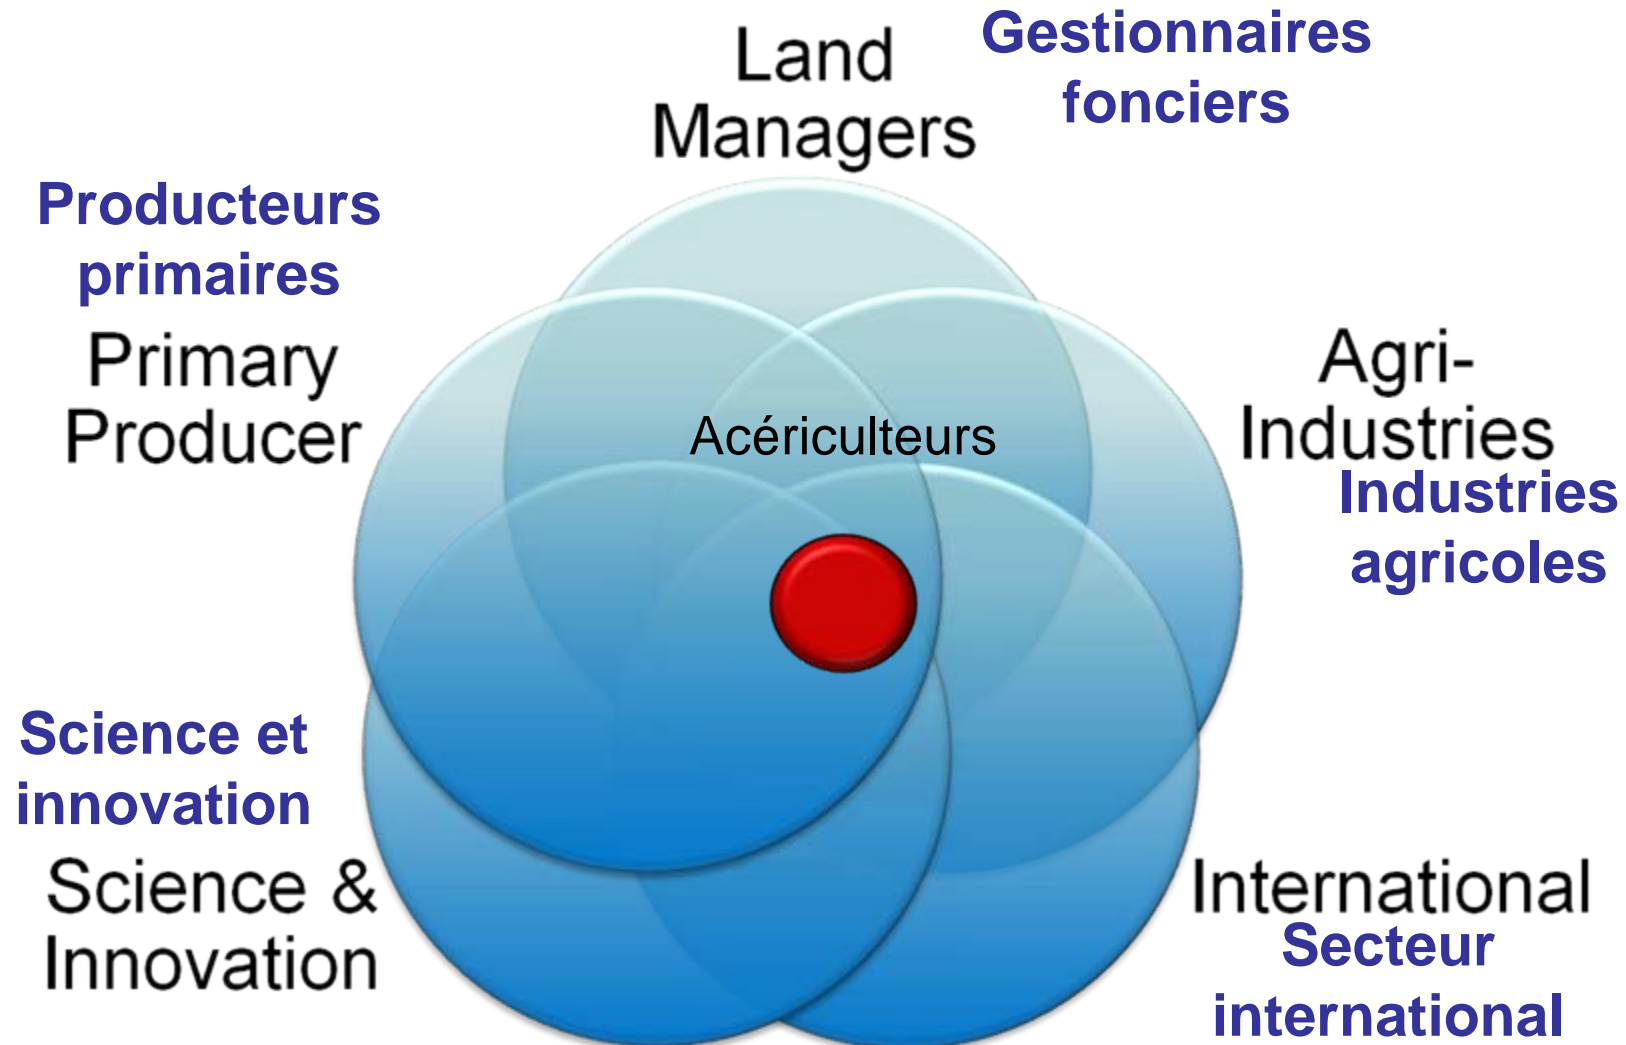 Land
Managers
Gestionnaires
fonciers
Producteurs
primaires
Primary
Producer
Agri-
Industries
Industries
agricoles
Acériculteurs
Science et
innovation
Science &
Innovation
International
Secteur
international